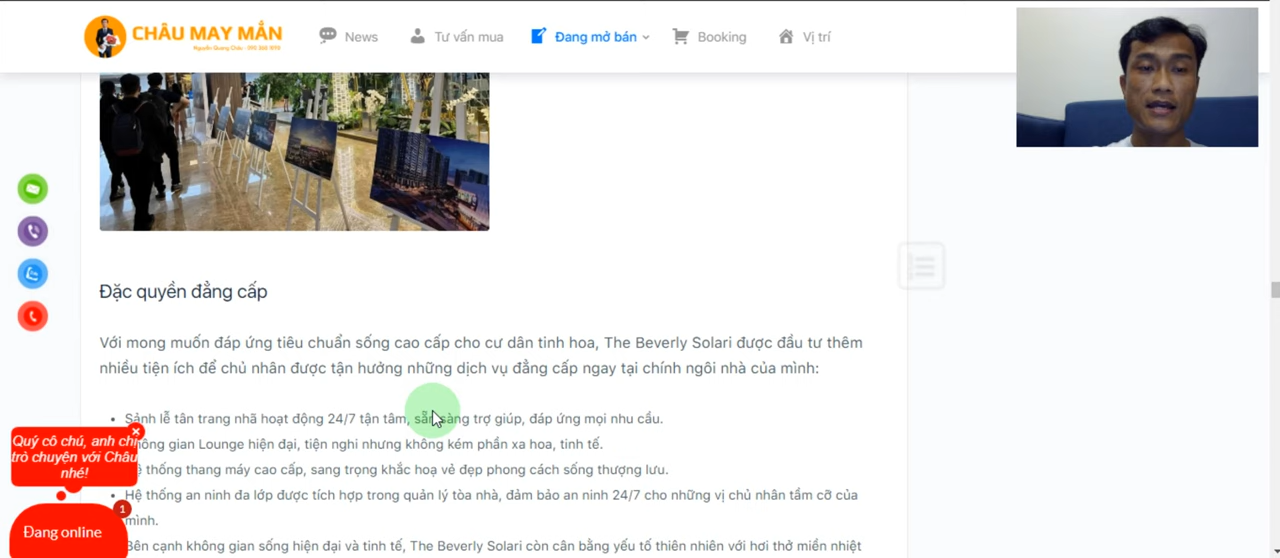 CHÂU MAY MẮN
News
Tư vấn mua
Đang mở bán
Booking
Vị trí
Đặc quyền đẳng cấp
Với mong muốn đáp ứng tiêu chuẩn sống cao cấp cho cư dân tinh hoa, The Beverly Solari được đầu tư thêm
nhiều tiện ích để chủ nhân được tận hưởng những dịch vụ đẳng cấp ngay tại chính ngôi nhà của mình:
Sảnh lễ tân trang nhã hoạt động 24/7 tận tâm, sẵn sàng trợ giúp, đáp ứng mọi nhu cầu.
gian Lounge hiện đại, tiện nghi nhưng không kém phần xa hoa, tinh tế.
thống thang máy cao cấp, sang trọng khắc hoạ vẻ đẹp phong cách sống thượng lưu.
Hệ thống an ninh đa lớp được tích hợp trong quản lý tòa nhà, đảm bảo an ninh 24/7 cho những vị chủ nhân tầm cỡ của
mình.
Bên cạnh không gian sống hiện đại và tinh tế, The Beverly Solari còn cân bằng yếu tố thiên nhiên với hơi thở miền nhiệt
Quý cô chú, anh chị
trò chuyện với Châu
nhé!
1
Đang online